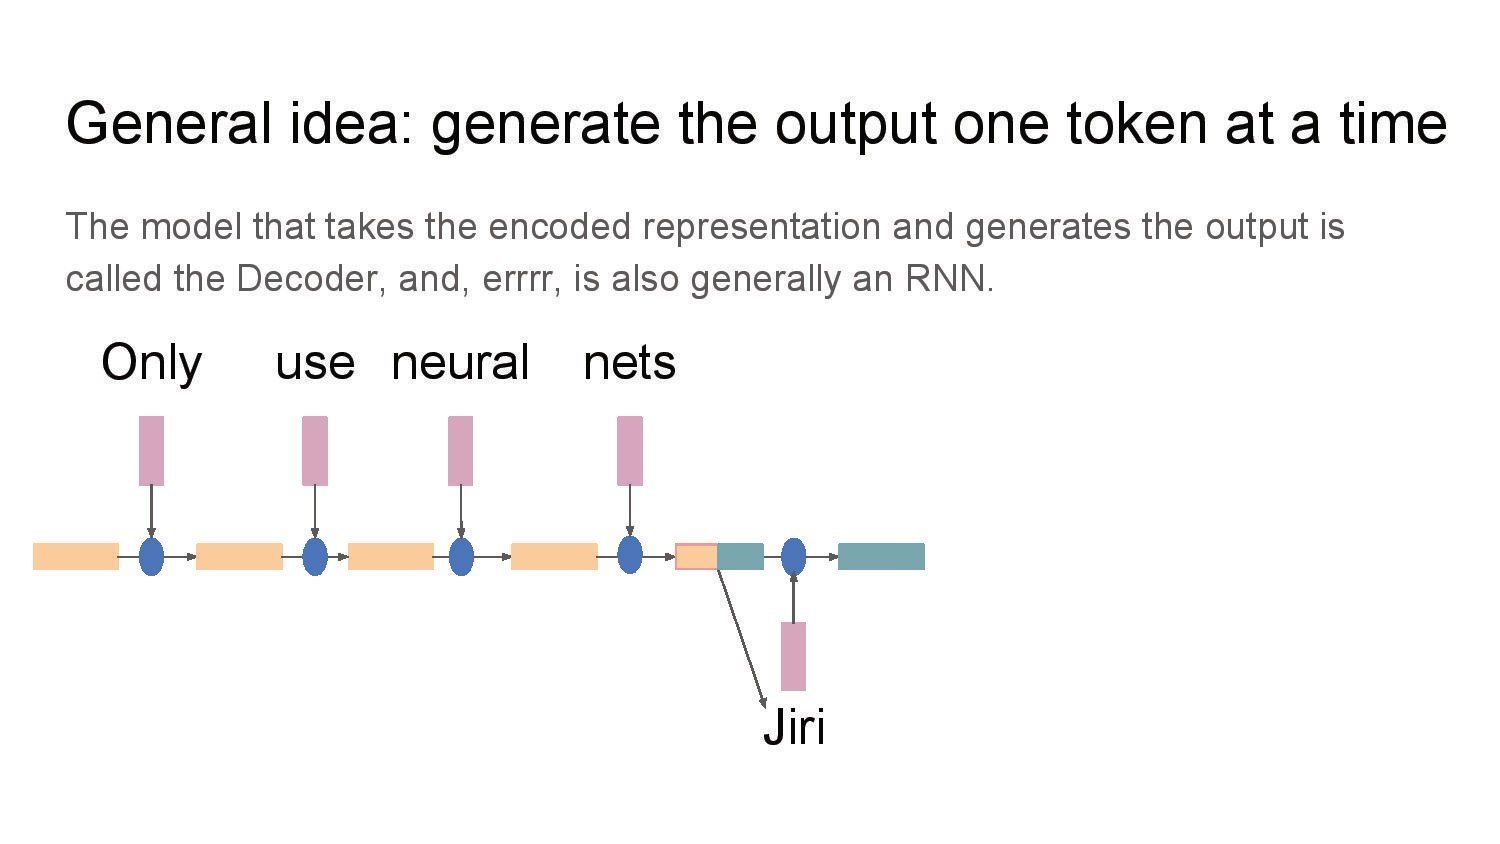 General idea: generate the output one token at a time
The model that takes the encoded representation and generates the output is
called the Decoder, and, errrr, is also generally an RNN.
Only use neural nets
Jiri